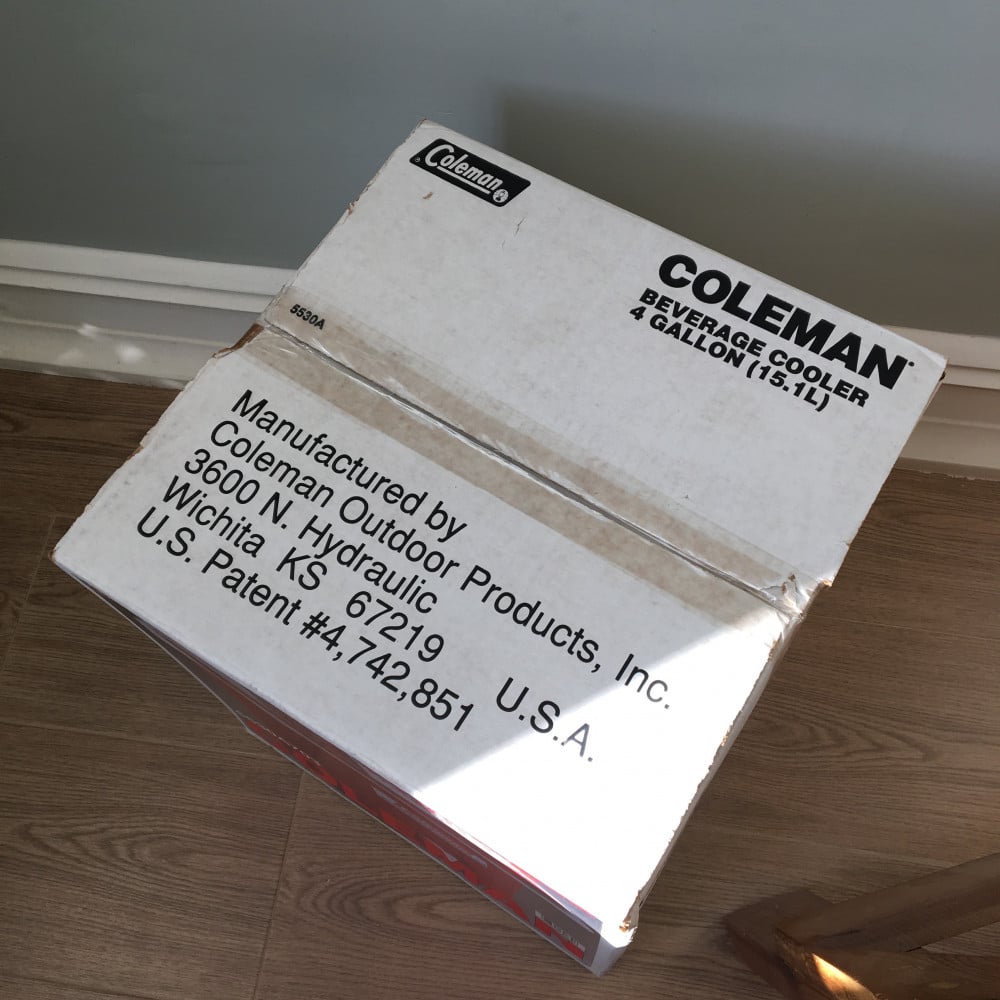 Coleman
COLEMAN
BEVERAGE COOLER
4 GALLON (15.1L)
5530A
Manufactured by
Coleman Outdoor Products, Inc.
3600 N. Hydraulic
Wichita KS 67219 U.S.A.
U.S. Patent #4,742,851